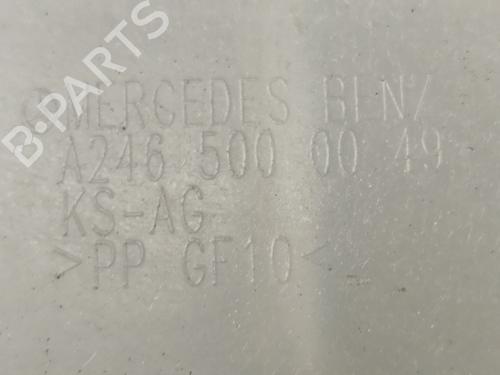 B-PARTS
©MERCEDES BENZ
A246 500 00 49
KS-AG
>PP GF10<